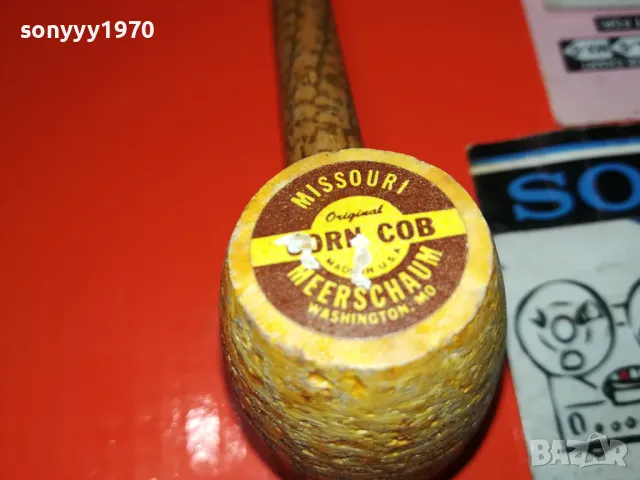 sonyyy1970
MISSOURI
Original
CORN COB
MADE IN U.S.A.
MEERSCHAUM
WASHINGTON, MO
SO
BAZAR